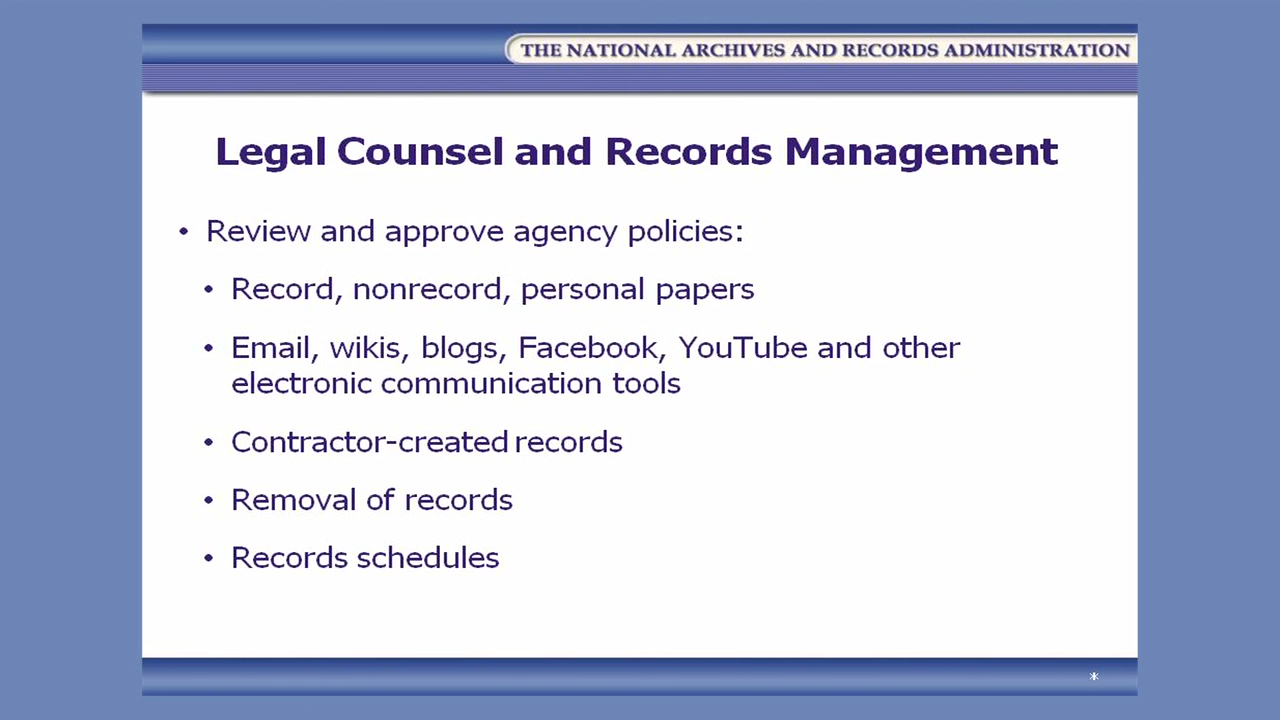 THE NATIONAL ARCHIVES AND RECORDS ADMINISTRATION
Legal Counsel and Records Management
• Review and approve agency policies:
• Record, nonrecord, personal papers
• Email, wikis, blogs, Facebook, YouTube and other
electronic communication tools
• Contractor-created records
• Removal of records
• Records schedules
*